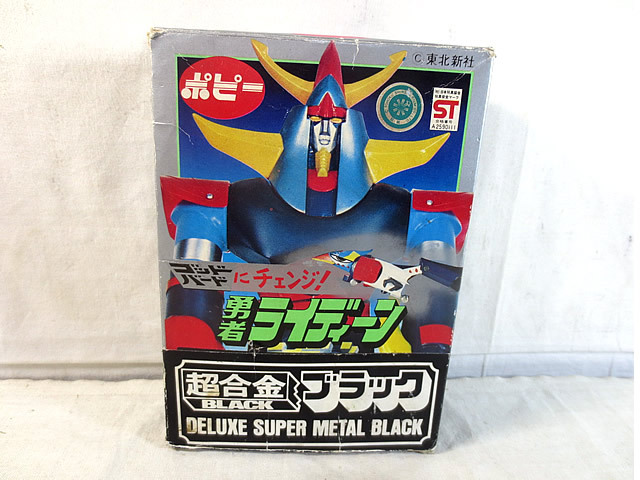 ポピー
© 東北新社
ST
A259011
ゴッド
バード
にチェンジ!
勇者
ライディーン
超合金
BLACK
ブラック
DELUXE SUPER METAL BLACK